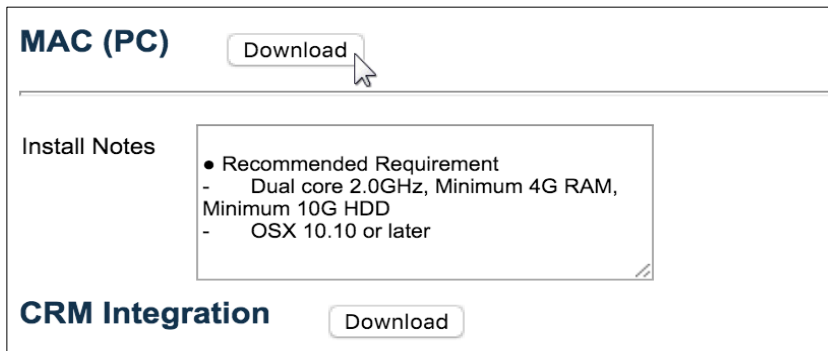 MAC (PC) Download
Install Notes
● Recommended Requirement
- Dual core 2.0GHz, Minimum 4G RAM,
Minimum 10G HDD
- OSX 10.10 or later
CRM Integration Download